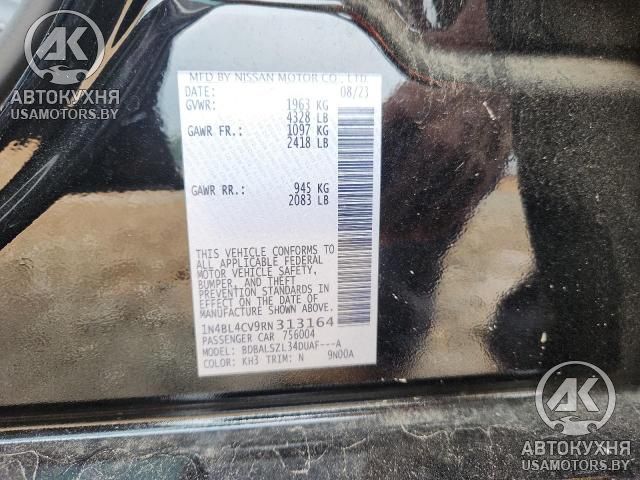 АК
АВТОКУХНЯ
USAMOTORS.BY
MFD BY NISSAN MOTOR CO., LTD.
DATE: 08/23
GVWR: 1963 KG
4328 LB
GAWR FR.: 1097 KG
2418 LB
GAWR RR.: 945 KG
2083 LB
THIS VEHICLE CONFORMS TO
ALL APPLICABLE FEDERAL
MOTOR VEHICLE SAFETY,
BUMPER, AND THEFT
PREVENTION STANDARDS IN
EFFECT ON THE DATE OF
MANUFACTURE SHOWN ABOVE.
1N4BL4CV9RN313164
PASSENGER CAR 756004
MODEL: BDBALSZL34DUAF---A
COLOR: KH3 TRIM: N 9N00A
АК
АВТОКУХНЯ
USAMOTORS.BY